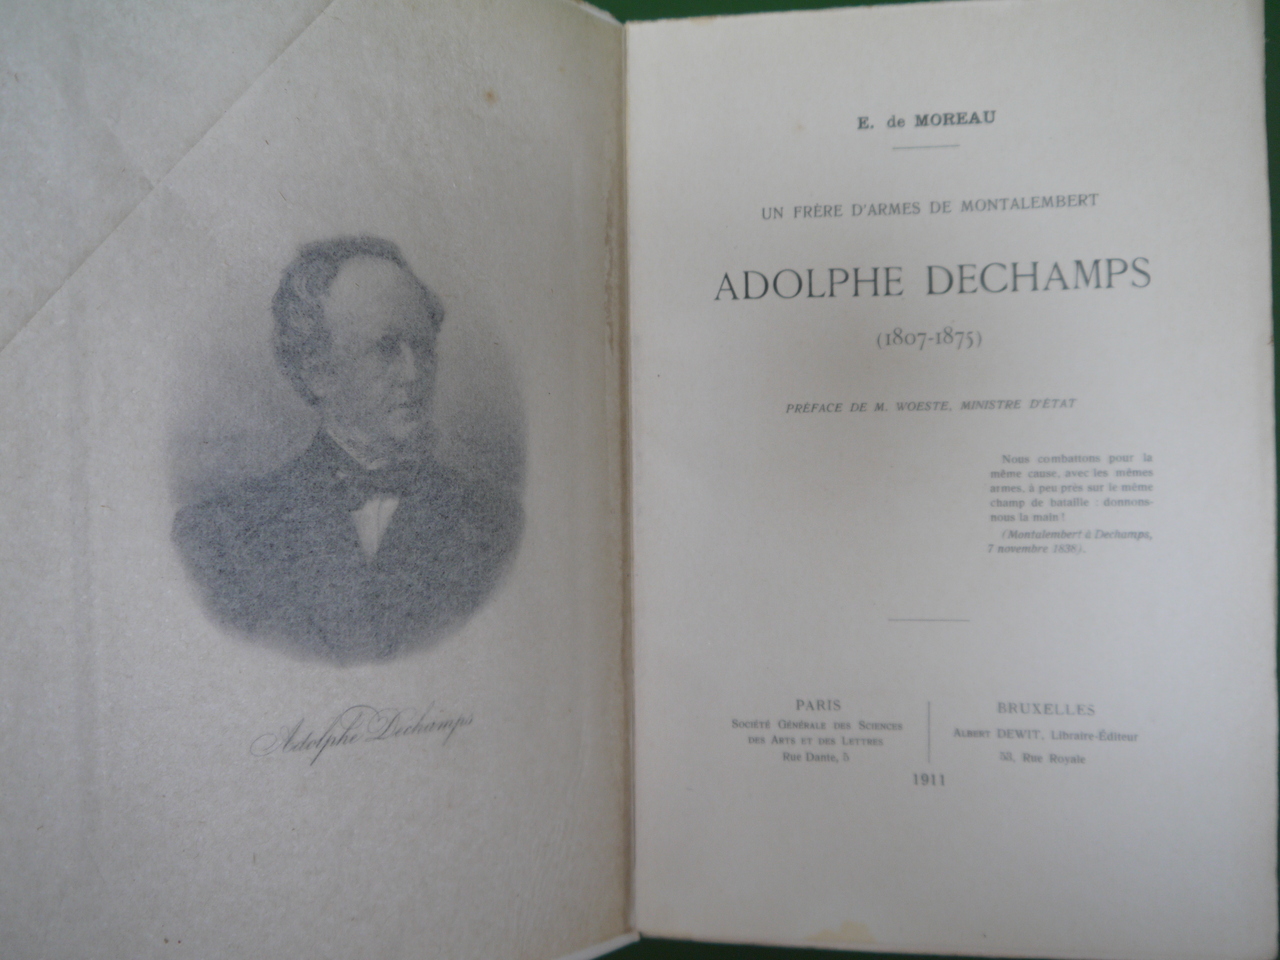 Adolphe Dechamps
E. de MOREAU
UN FRÈRE D'ARMES DE MONTALEMBERT
ADOLPHE DECHAMPS
(1807-1875)
PRÉFACE DE M. WOESTE, MINISTRE D'ÉTAT
Nous combattons pour la
même cause, avec les mêmes
armes, à peu près sur le même
champ de bataille : donnons-
nous la main !
(Montalembert à Dechamps,
7 novembre 1838).
PARIS
SOCIÉTÉ GÉNÉRALE DES SCIENCES
DES ARTS ET DES LETTRES
Rue Dante, 5
BRUXELLES
ALBERT DEWIT, Libraire-Éditeur
53, Rue Royale
1911